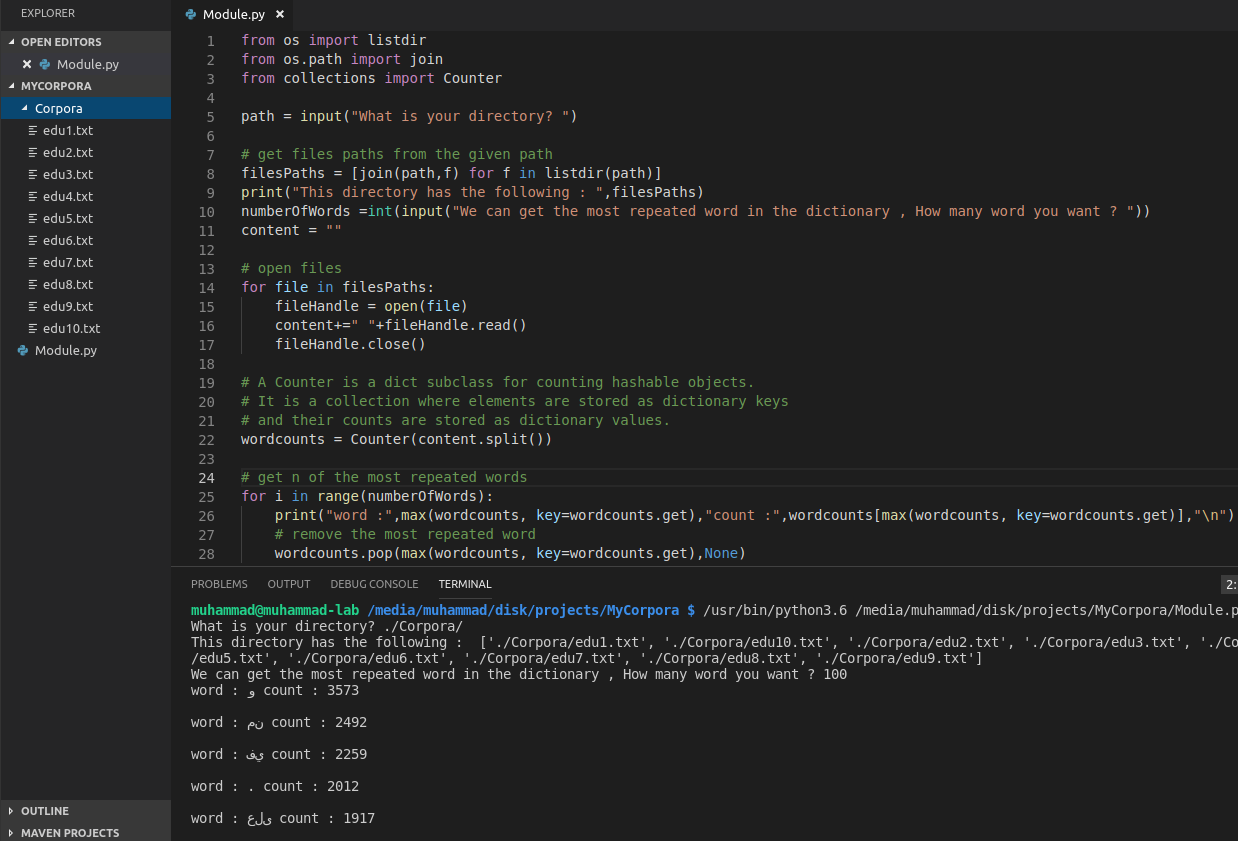 EXPLORER
OPEN EDITORS
Module.py
MYCORPORA
Corpora
edu1.txt
edu2.txt
edu3.txt
edu4.txt
edu5.txt
edu6.txt
edu7.txt
edu8.txt
edu9.txt
edu10.txt
Module.py
OUTLINE
MAVEN PROJECTS
Module.py
1 from os import listdir
2 from os.path import join
3 from collections import Counter
4
5 path = input("What is your directory? ")
6
7 # get files paths from the given path
8 filesPaths = [join(path,f) for f in listdir(path)]
9 print("This directory has the following : ",filesPaths)
10 numberOfWords =int(input("We can get the most repeated word in the dictionary , How many word you want ? "))
11 content = ""
12
13 # open files
14 for file in filesPaths:
15     fileHandle = open(file)
16     content+=" "+fileHandle.read()
17     fileHandle.close()
18
19 # A Counter is a dict subclass for counting hashable objects.
20 # It is a collection where elements are stored as dictionary keys
21 # and their counts are stored as dictionary values.
22 wordcounts = Counter(content.split())
23
24 # get n of the most repeated words
25 for i in range(numberOfWords):
26     print("word :",max(wordcounts, key=wordcounts.get),"count :",wordcounts[max(wordcounts, key=wordcounts.get)],"\n")
27     # remove the most repeated word
28     wordcounts.pop(max(wordcounts, key=wordcounts.get),None)
PROBLEMS OUTPUT DEBUG CONSOLE TERMINAL 2:
muhammad@muhammad-lab /media/muhammad/disk/projects/MyCorpora $ /usr/bin/python3.6 /media/muhammad/disk/projects/MyCorpora/Module.p
What is your directory? ./Corpora/
This directory has the following :  ['./Corpora/edu1.txt', './Corpora/edu10.txt', './Corpora/edu2.txt', './Corpora/edu3.txt', './Co
/edu5.txt', './Corpora/edu6.txt', './Corpora/edu7.txt', './Corpora/edu8.txt', './Corpora/edu9.txt']
We can get the most repeated word in the dictionary , How many word you want ? 100
word : و count : 3573
word : من count : 2492
word : في count : 2259
word : . count : 2012
word : على count : 1917